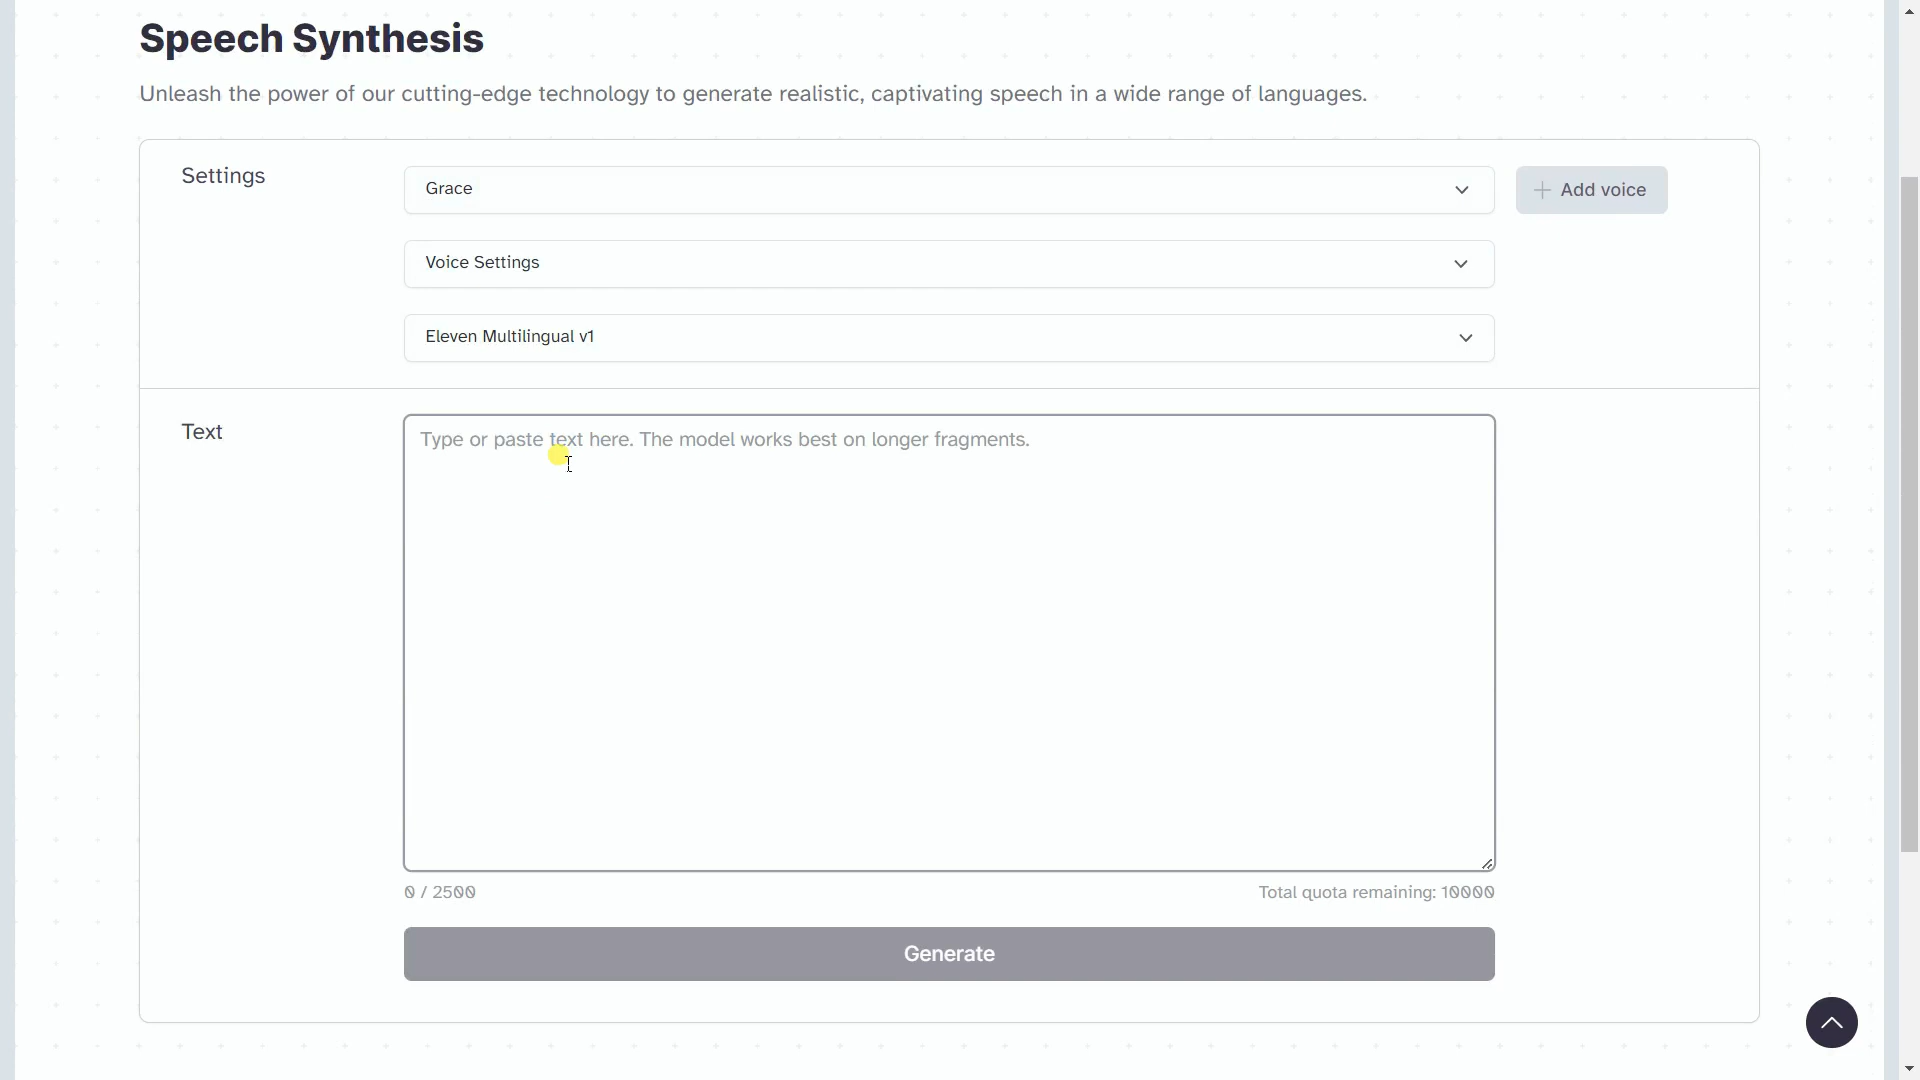 Speech Synthesis
Unleash the power of our cutting-edge technology to generate realistic, captivating speech in a wide range of languages.
Settings
Grace
Add voice
Voice Settings
Eleven Multilingual v1
Text
Type or paste text here. The model works best on longer fragments.
0 / 2500
Total quota remaining: 10000
Generate